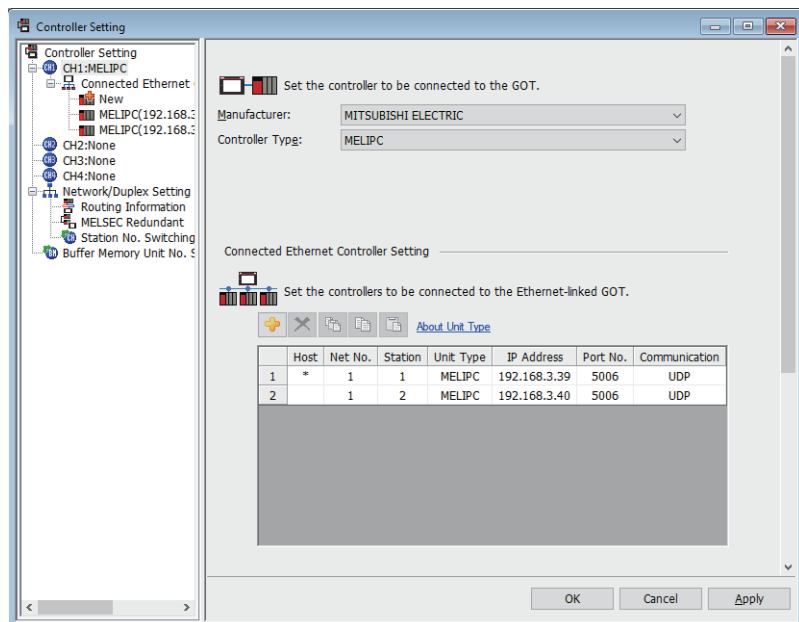 Controller Setting
Controller Setting
CH1:MELIPC
Connected Ethernet
New
MELIPC(192.168.3
MELIPC(192.168.3
CH2:None
CH3:None
CH4:None
Network/Duplex Setting
Routing Information
MELSEC Redundant
Station No. Switching
Buffer Memory Unit No. S
Set the controller to be connected to the GOT.
Manufacturer: MITSUBISHI ELECTRIC
Controller Type: MELIPC
Connected Ethernet Controller Setting
Set the controllers to be connected to the Ethernet-linked GOT.
About Unit Type
Host Net No. Station Unit Type IP Address Port No. Communication
1 * 1 1 MELIPC 192.168.3.39 5006 UDP
2 1 2 MELIPC 192.168.3.40 5006 UDP
OK Cancel Apply